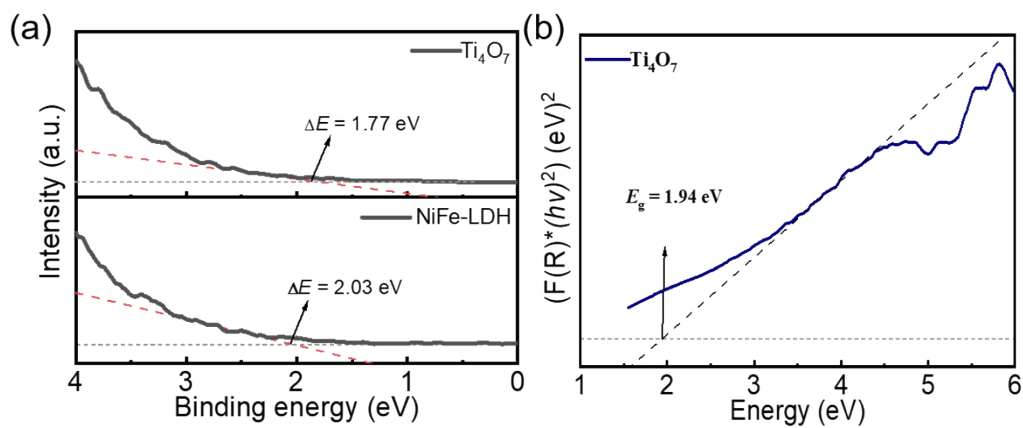 (a)
Ti₄O₇
ΔE = 1.77 eV
NiFe-LDH
ΔE = 2.03 eV
Intensity (a.u.)
4 3 2 1 0
Binding energy (eV)
(b)
Ti₄O₇
E_g = 1.94 eV
(F(R)*(hν)²) (eV)²
1 2 3 4 5 6
Energy (eV)